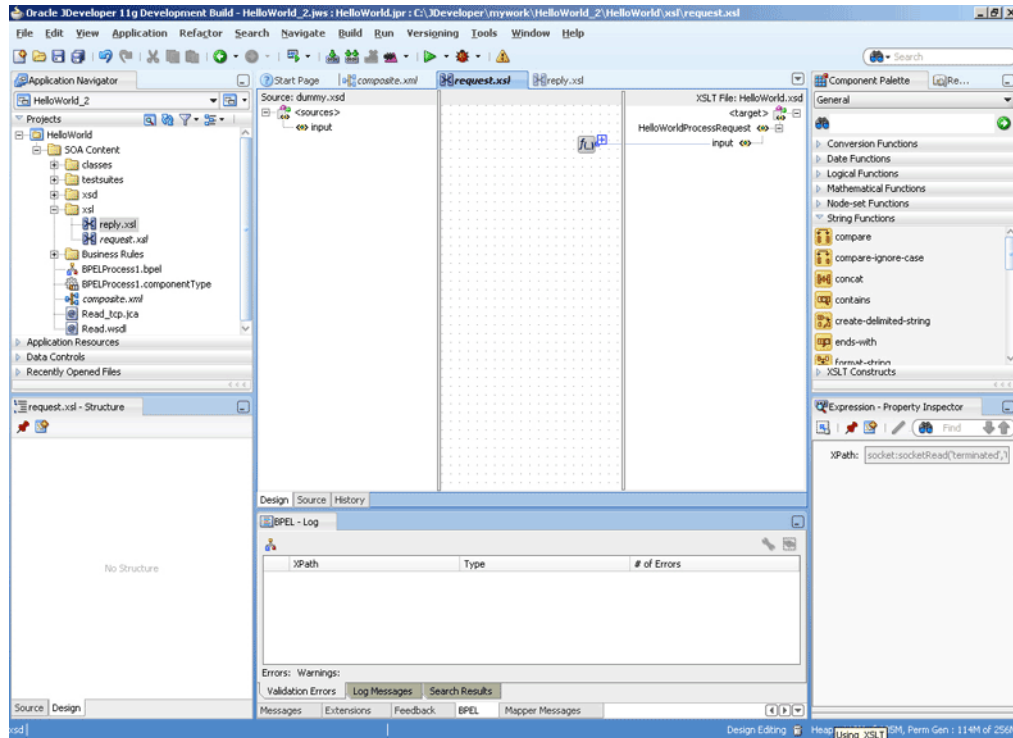 Oracle JDeveloper 11g Development Build - HelloWorld_2.jws : HelloWorld.jpr : C:\JDeveloper\mywork\HelloWorld_2\HelloWorld\xsl\request.xsl
File Edit View Application Refactor Search Navigate Build Run Versioning Tools Window Help
Search
Application Navigator
HelloWorld_2
Projects
HelloWorld
SOA Content
classes
testsuites
xsd
xsl
reply.xsl
request.xsl
Business Rules
BPELProcess1.bpel
BPELProcess1.componentType
composite.xml
Read_tcp.jca
Read.wsdl
Application Resources
Data Controls
Recently Opened Files
request.xsl - Structure
No Structure
Source Design
Start Page composite.xml request.xsl reply.xsl
Source: dummy.xsd
<sources>
input
XSLT File: HelloWorld.xsd
<target>
HelloWorldProcessRequest
input
Design Source History
BPEL - Log
XPath Type # of Errors
Errors: Warnings:
Validation Errors Log Messages Search Results
Messages Extensions Feedback BPEL Mapper Messages
Component Palette Re...
General
Conversion Functions
Date Functions
Logical Functions
Mathematical Functions
Node-set Functions
String Functions
compare
compare-ignore-case
concat
contains
create-delimited-string
ends-with
format-string
XSLT Constructs
Expression - Property Inspector
Find
XPath: socket:socketRead('terminated','
xsd
Design Editing
Using XSLT
5M, Perm Gen : 114M of 256M